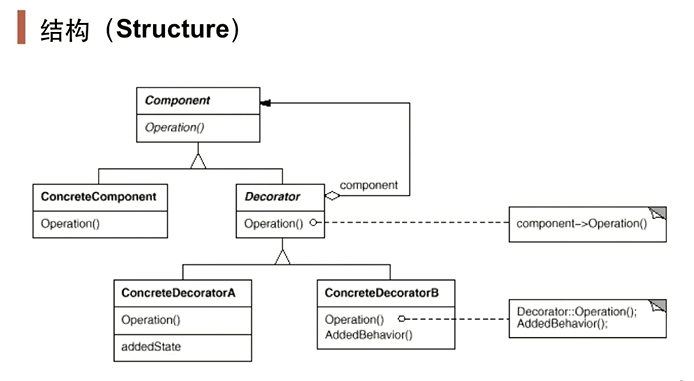 结构（Structure）
Component
Operation()
component
ConcreteComponent
Operation()
Decorator
Operation()
component->Operation()
ConcreteDecoratorA
Operation()
addedState
ConcreteDecoratorB
Operation()
AddedBehavior()
Decorator::Operation();
AddedBehavior();